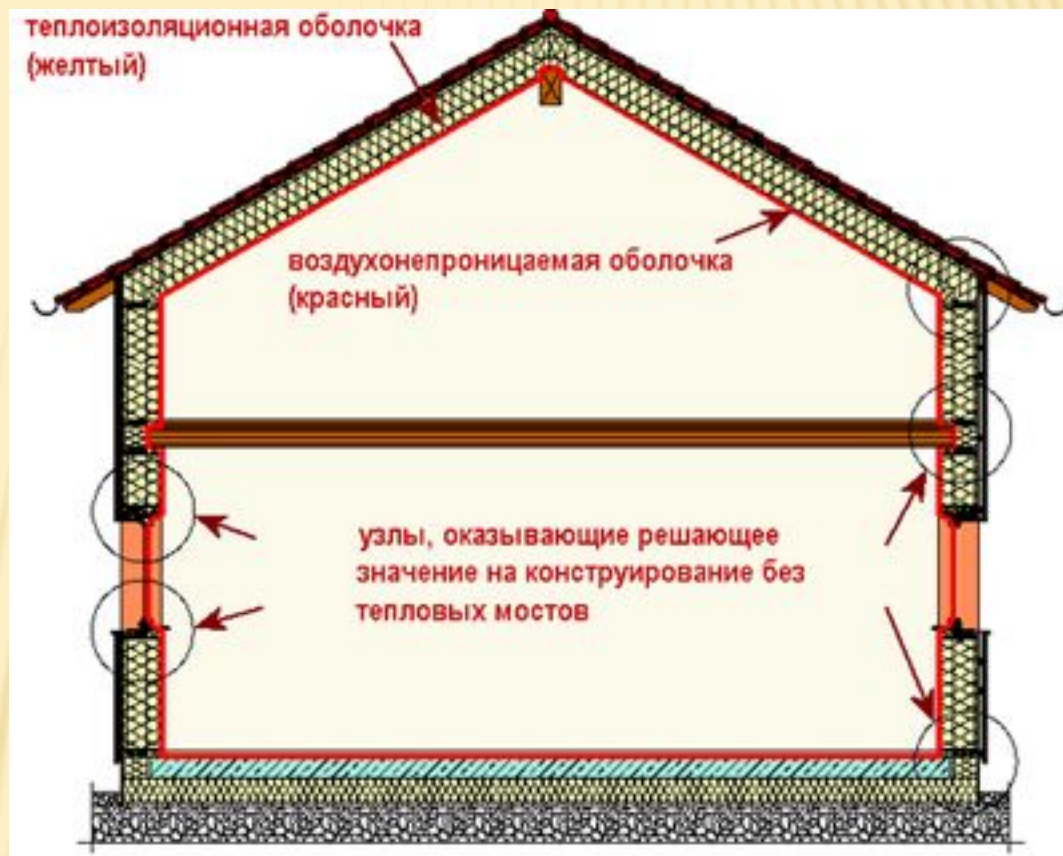 теплоизоляционная оболочка
(желтый)
воздухонепроницаемая оболочка
(красный)
узлы, оказывающие решающее
значение на конструирование без
тепловых мостов